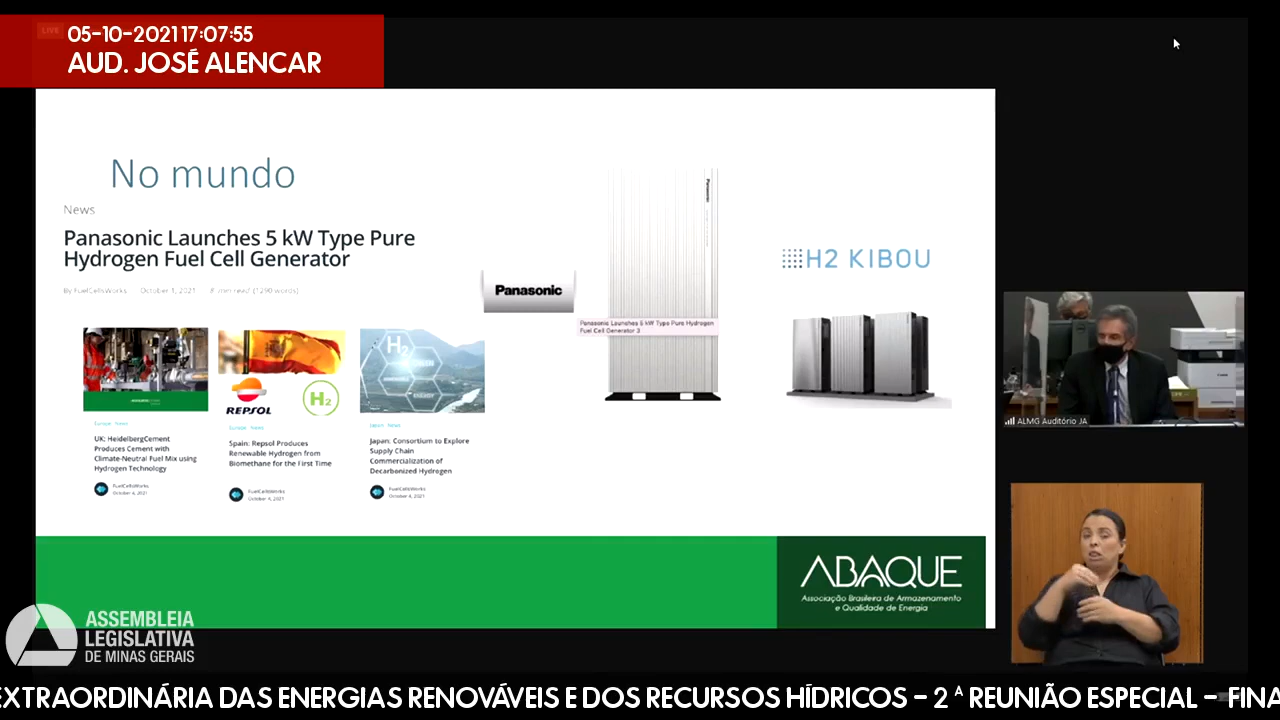 LIVE
05-10-2021 17:07:55
AUD. JOSÉ ALENCAR
No mundo
News
Panasonic Launches 5 kW Type Pure
Hydrogen Fuel Cell Generator
By FuelCellsWorks October 1, 2021 min read (1290 words)
Panasonic
Panasonic
Panasonic Launches 5 kW Type Pure Hydrogen
Fuel Cell Generator 3
H2 KIBOU
H2
ENERGY
REPSOL
H2
Europe News
UK: HeidelbergCement
Produces Cement with
Climate-Neutral Fuel Mix using
Hydrogen Technology
FuelCellsWorks
October 4, 2021
Europe News
Spain: Repsol Produces
Renewable Hydrogen from
Biomethane for the First Time
FuelCellsWorks
October 4, 2021
Japan News
Japan: Consortium to Explore
Supply Chain
Commercialization of
Decarbonized Hydrogen
FuelCellsWorks
October 4, 2021
Canon
ALMG Auditório JA
ABAQUE
Associação Brasileira de Armazenamento
e Qualidade de Energia
ASSEMBLEIA
LEGISLATIVA
DE MINAS GERAIS
EXTRAORDINÁRIA DAS ENERGIAS RENOVÁVEIS E DOS RECURSOS HÍDRICOS – 2 ª REUNIÃO ESPECIAL – FINA